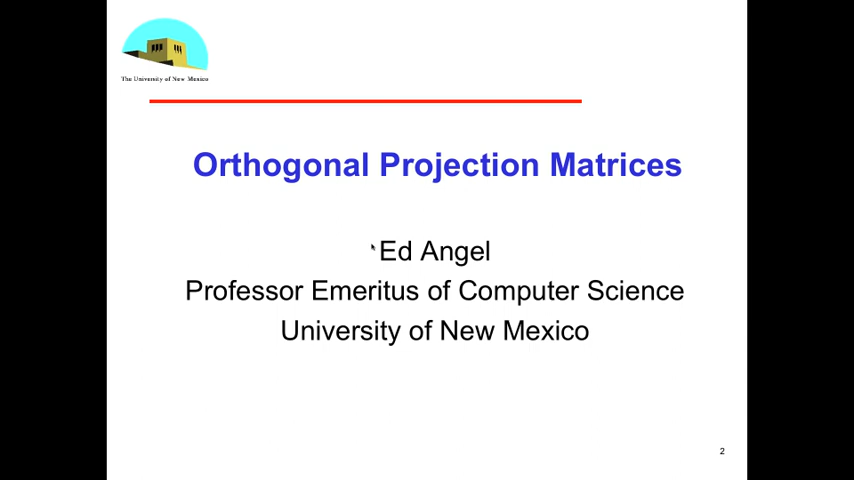 The University of New Mexico
Orthogonal Projection Matrices
Ed Angel
Professor Emeritus of Computer Science
University of New Mexico
2